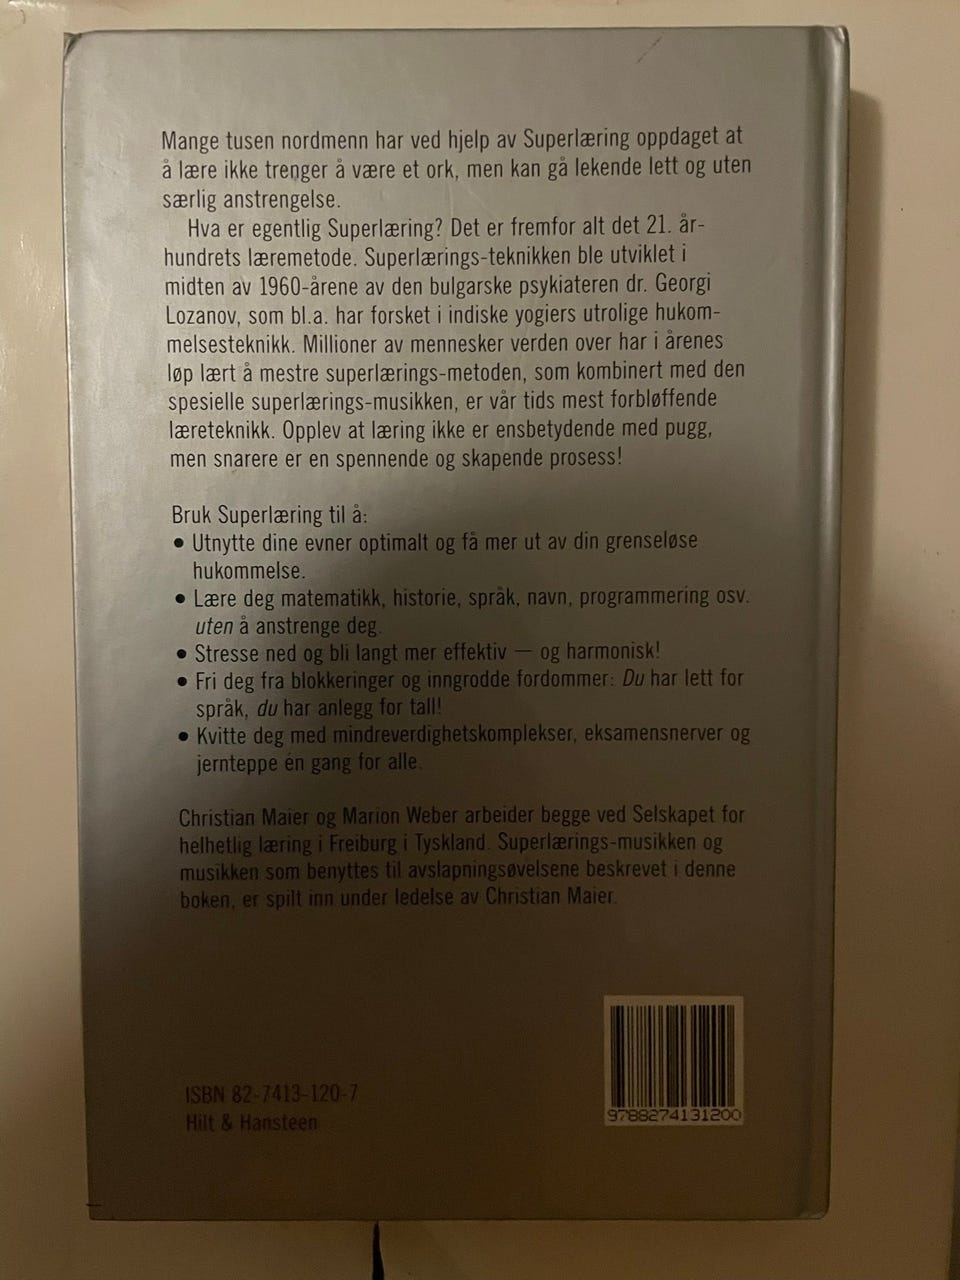 Mange tusen nordmenn har ved hjelp av Superlæring oppdaget at
å lære ikke trenger å være et ork, men kan gå lekende lett og uten
særlig anstrengelse.
Hva er egentlig Superlæring? Det er fremfor alt det 21. år-
hundrets læremetode. Superlærings-teknikken ble utviklet i
midten av 1960-årene av den bulgarske psykiateren dr. Georgi
Lozanov, som bl.a. har forsket i indiske yogiers utrolige hukom-
melsesteknikk. Millioner av mennesker verden over har i årenes
løp lært å mestre superlærings-metoden, som kombinert med den
spesielle superlærings-musikken, er vår tids mest forbløffende
læreteknikk. Opplev at læring ikke er ensbetydende med pugg,
men snarere er en spennende og skapende prosess!
Bruk Superlæring til å:
• Utnytte dine evner optimalt og få mer ut av din grenseløse
hukommelse.
• Lære deg matematikk, historie, språk, navn, programmering osv.
uten å anstrenge deg.
• Stresse ned og bli langt mer effektiv — og harmonisk!
• Fri deg fra blokkeringer og inngrodde fordommer: Du har lett for
språk, du har anlegg for tall!
• Kvitte deg med mindreverdighetskomplekser, eksamensnerver og
jernteppe én gang for alle.
Christian Maier og Marion Weber arbeider begge ved Selskapet for
helhetlig læring i Freiburg i Tyskland. Superlærings-musikken og
musikken som benyttes til avslapningsøvelsene beskrevet i denne
boken, er spilt inn under ledelse av Christian Maier.
ISBN 82-7413-120-7
Hilt & Hansteen
9788274131200